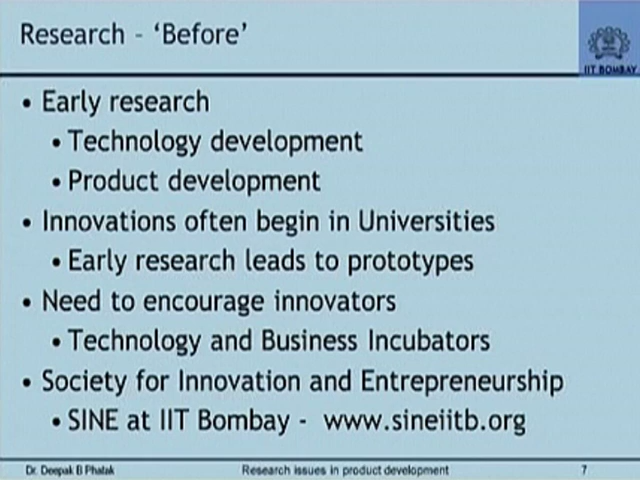 Research – ‘Before’
IIT BOMBAY
• Early research
• Technology development
• Product development
• Innovations often begin in Universities
• Early research leads to prototypes
• Need to encourage innovators
• Technology and Business Incubators
• Society for Innovation and Entrepreneurship
• SINE at IIT Bombay - www.sineiitb.org
Dr. Deepak B Phatak
Research issues in product development
7